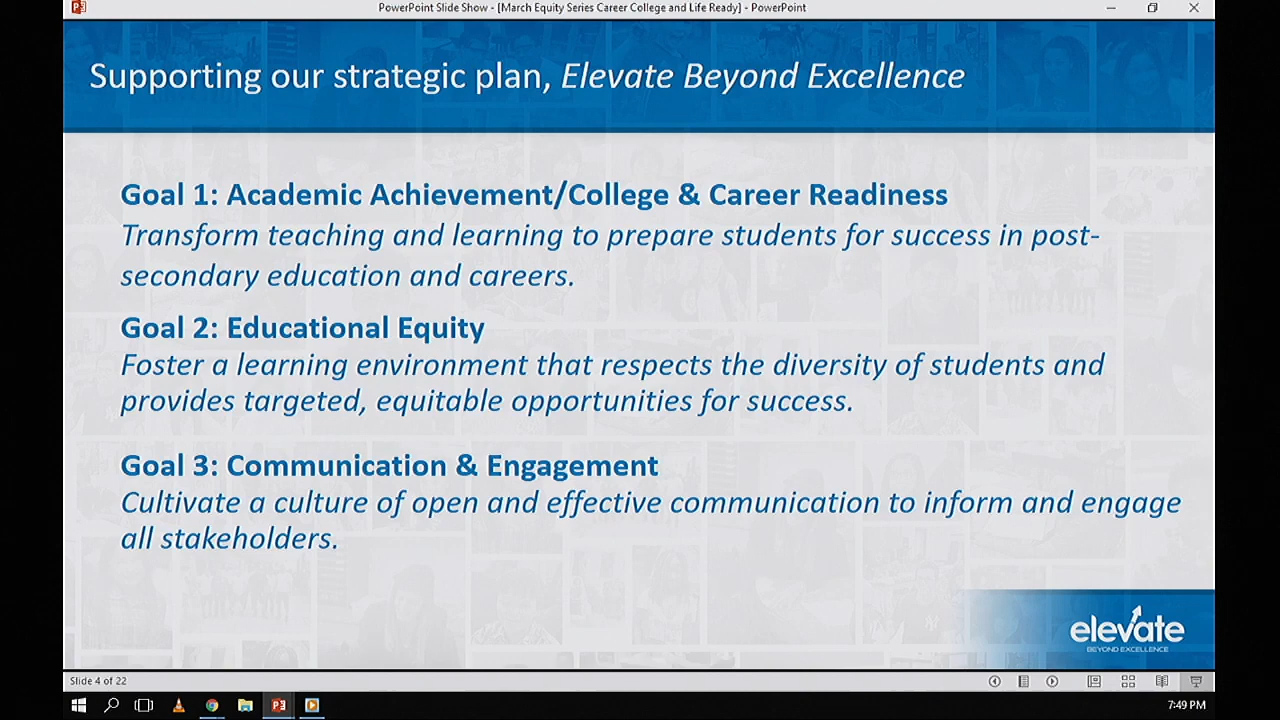 PowerPoint Slide Show - [March Equity Series Career College and Life Ready] - PowerPoint
Supporting our strategic plan, Elevate Beyond Excellence
Goal 1: Academic Achievement/College & Career Readiness
Transform teaching and learning to prepare students for success in post-
secondary education and careers.
Goal 2: Educational Equity
Foster a learning environment that respects the diversity of students and
provides targeted, equitable opportunities for success.
Goal 3: Communication & Engagement
Cultivate a culture of open and effective communication to inform and engage
all stakeholders.
elevate
BEYOND EXCELLENCE
Slide 4 of 22
7:49 PM